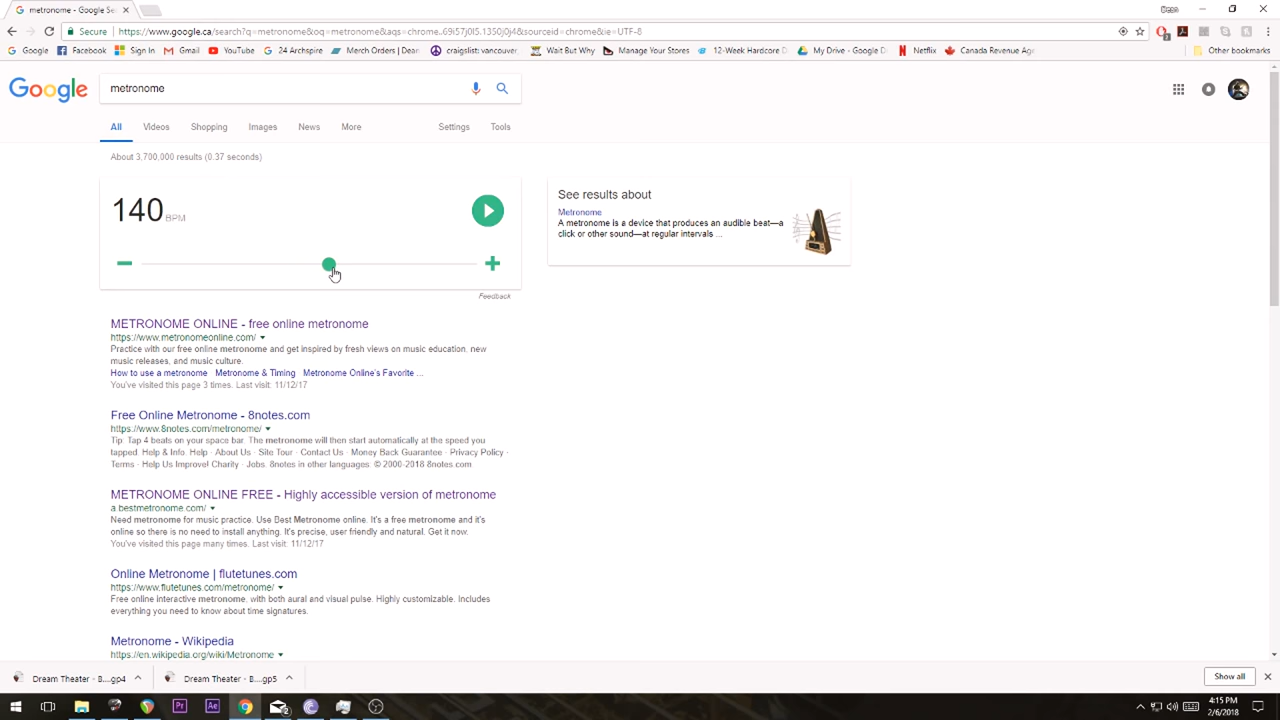 metronome - Google Se
Secure https://www.google.ca/search?q=metronome&oq=metronome&aqs=chrome..69i57j0l5.1350j0j4&sourceid=chrome&ie=UTF-8
Google Facebook Sign In Gmail YouTube 24 Archspire Merch Orders | Dear craigslist: vancouver Wait But Why Manage Your Stores 12-Week Hardcore D My Drive - Google D Netflix Canada Revenue Age Other bookmarks
Google metronome
All Videos Shopping Images News More Settings Tools
About 3,700,000 results (0.37 seconds)
140 BPM
See results about
Metronome
A metronome is a device that produces an audible beat—a
click or other sound—at regular intervals ...
Feedback
METRONOME ONLINE - free online metronome
https://www.metronomeonline.com/
Practice with our free online metronome and get inspired by fresh views on music education, new
music releases, and music culture.
How to use a metronome · Metronome & Timing · Metronome Online's Favorite ...
You've visited this page 3 times. Last visit: 11/12/17
Free Online Metronome - 8notes.com
https://www.8notes.com/metronome/
Tip: Tap 4 beats on your space bar. The metronome will then start automatically at the speed you
tapped. Help & Info. Help · About Us · Site Tour · Contact Us · Money Back Guarantee · Privacy Policy ·
Terms · Help Us Improve! Charity · Jobs. 8notes in other languages. © 2000-2018 8notes.com
METRONOME ONLINE FREE - Highly accessible version of metronome
a.bestmetronome.com/
Need metronome for music practice. Use Best Metronome online. It's a free metronome and it's
online so there is no need to install anything. It's precise, user friendly and natural. Get it now.
You've visited this page many times. Last visit: 11/12/17
Online Metronome | flutetunes.com
https://www.flutetunes.com/metronome/
Free online interactive metronome, with both aural and visual pulse. Highly customizable. Includes
everything you need to know about time signatures.
Metronome - Wikipedia
https://en.wikipedia.org/wiki/Metronome
Dream Theater - B....gp4 Dream Theater - B....gp5 Show all
4:15 PM
2/6/2018